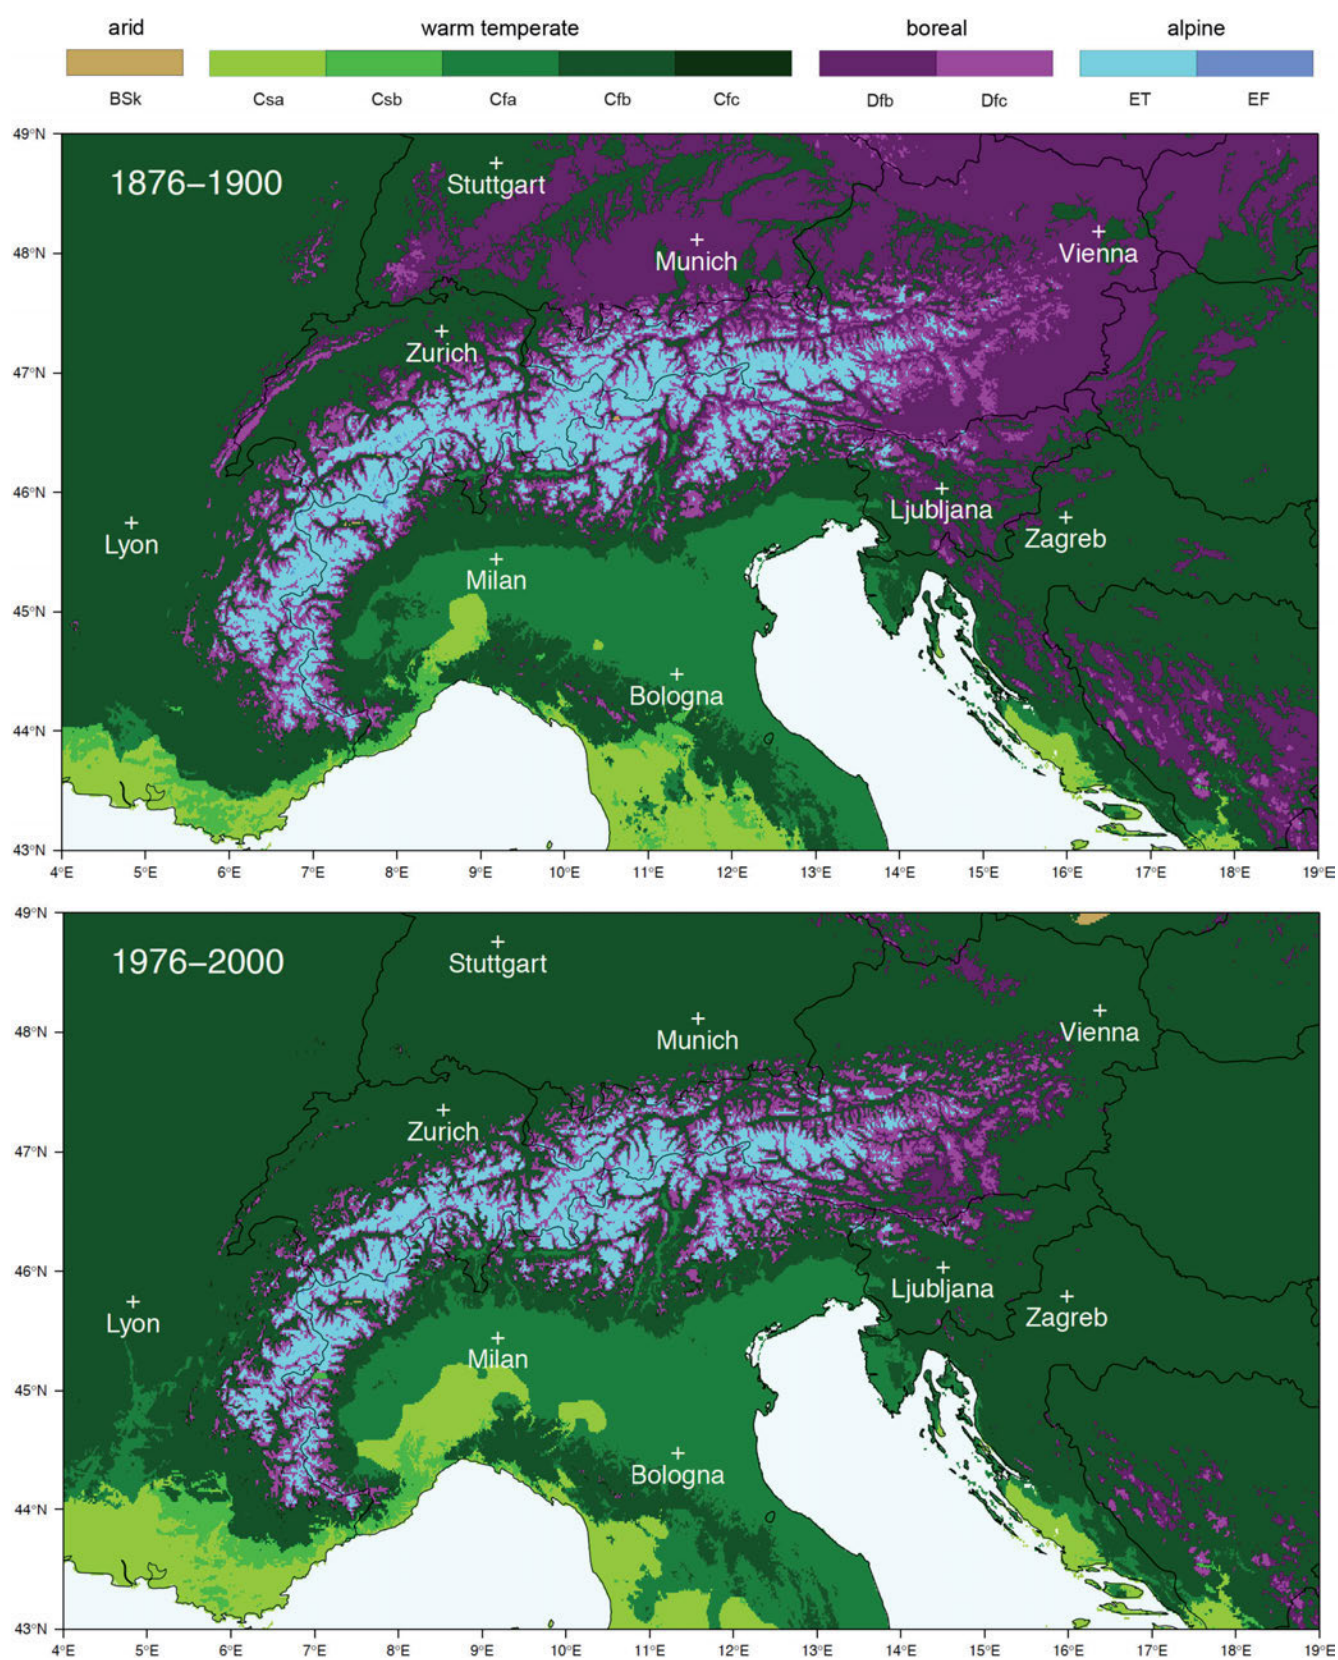 arid warm temperate boreal alpine
BSk Csa Csb Cfa Cfb Cfc Dfb Dfc ET EF
49°N
1876–1900
Stuttgart
48°N
Munich
Vienna
Zurich
47°N
46°N
Ljubljana
Lyon
Zagreb
Milan
45°N
Bologna
44°N
43°N
4°E 5°E 6°E 7°E 8°E 9°E 10°E 11°E 12°E 13°E 14°E 15°E 16°E 17°E 18°E 19°E
49°N
1976–2000
Stuttgart
48°N
Munich
Vienna
Zurich
47°N
46°N
Ljubljana
Lyon
Zagreb
Milan
45°N
Bologna
44°N
43°N
4°E 5°E 6°E 7°E 8°E 9°E 10°E 11°E 12°E 13°E 14°E 15°E 16°E 17°E 18°E 19°E